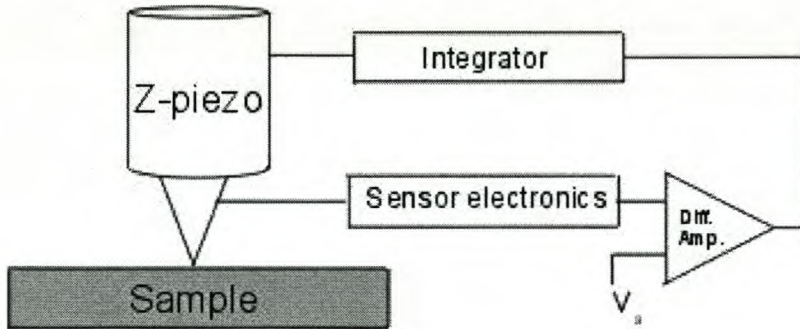 Integrator
Z-piezo
Sensor electronics
Diff.
Amp.
V
Sample